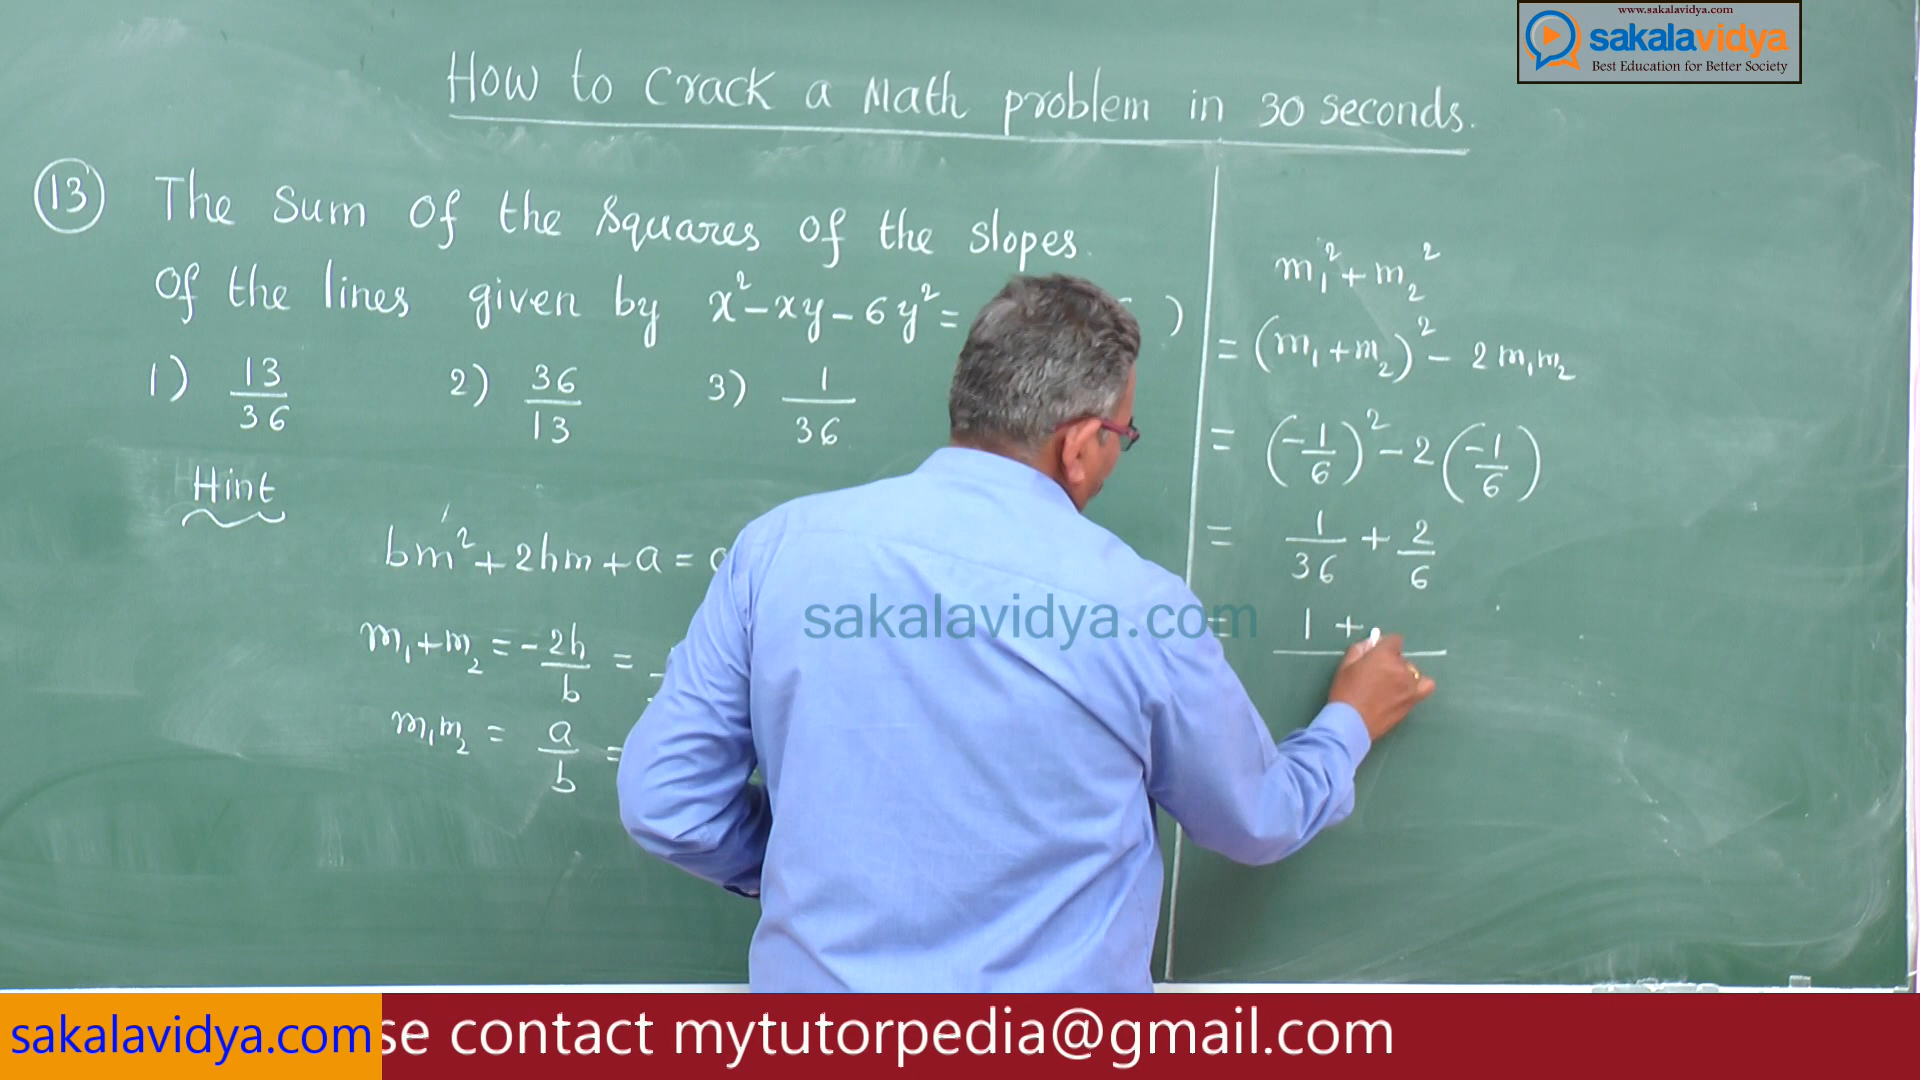 www.sakalavidya.com
sakalavidya
Best Education for Better Society
How to Crack a Math problem in 30 seconds.
13 The Sum of the squares of the slopes.
of the lines given by x² - xy - 6y² = )
1) 13/36 2) 36/13 3) 1/36
Hint
bm² + 2hm + a =
m₁ + m₂ = -2h/b =
m₁m₂ = a/b =
m₁² + m₂²
= (m₁ + m₂)² - 2m₁m₂
= (-1/6)² - 2(-1/6)
= 1/36 + 2/6
= 1 +
sakalavidya.com
sakalavidya.com se contact mytutorpedia@gmail.com